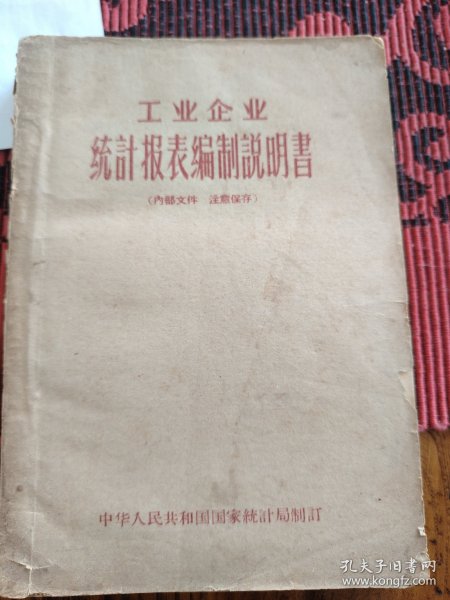 工业企业
統計报表編制説明書
(內部文件 注意保存)
中华人民共和国国家統計局制訂
孔夫子旧书网
www.kongfz.com